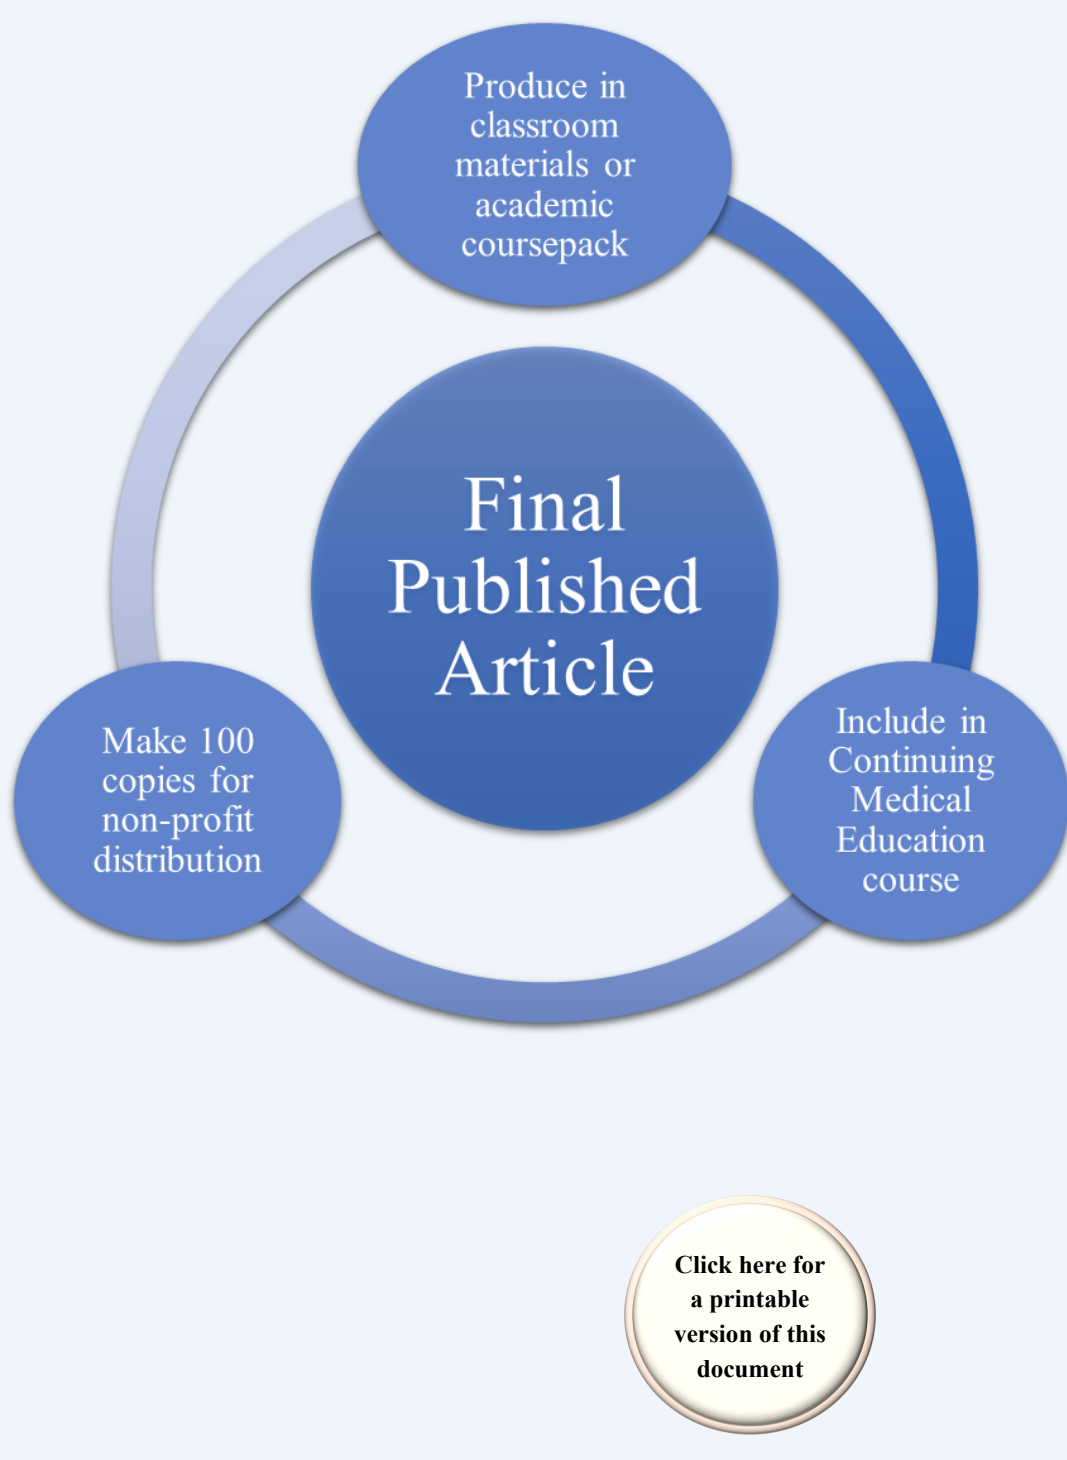 Produce in
classroom
materials or
academic
coursepack
Final
Published
Article
Make 100
copies for
non-profit
distribution
Include in
Continuing
Medical
Education
course
Click here for
a printable
version of this
document